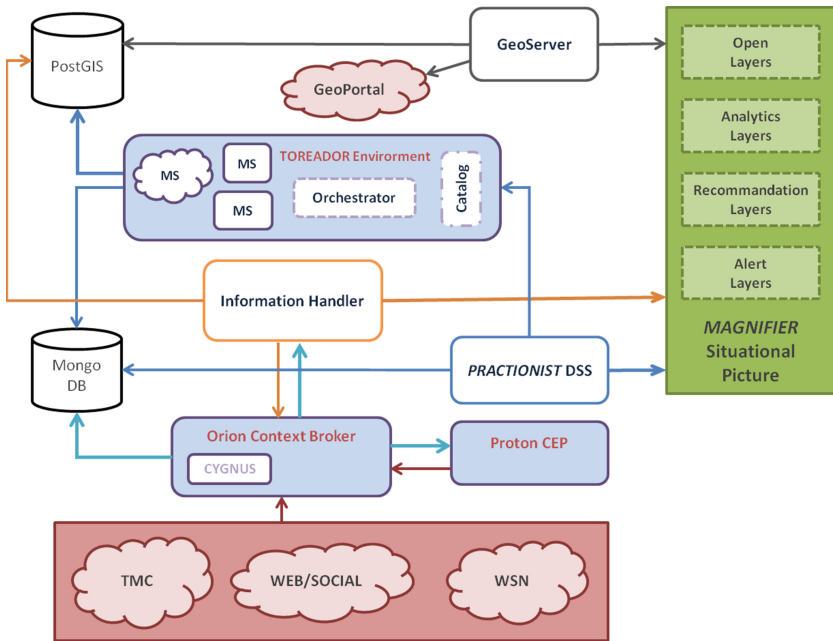 PostGIS
GeoServer
GeoPortal
Open
Layers
Analytics
Layers
Recommandation
Layers
Alert
Layers
MAGNIFIER
Situational
Picture
TOREADOR Envirorment
MS
MS
MS
Orchestrator
Catalog
Information Handler
Mongo
DB
PRACTIONIST DSS
Orion Context Broker
CYGNUS
Proton CEP
TMC
WEB/SOCIAL
WSN